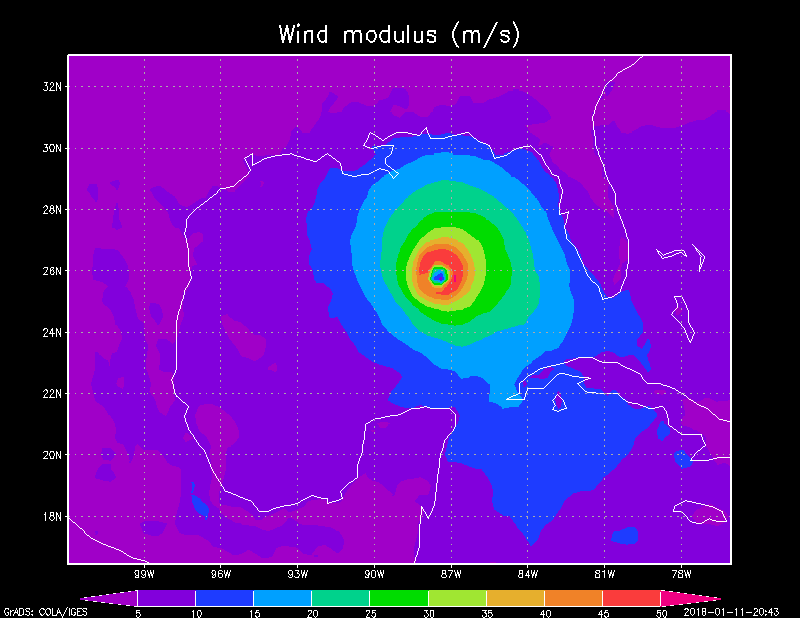 Wind modulus (m/s)
32N
30N
28N
26N
24N
22N
20N
18N
99W 96W 93W 90W 87W 84W 81W 78W
5 10 15 20 25 30 35 40 45 50
GrADS: COLA/IGES 2018-01-11-20:43